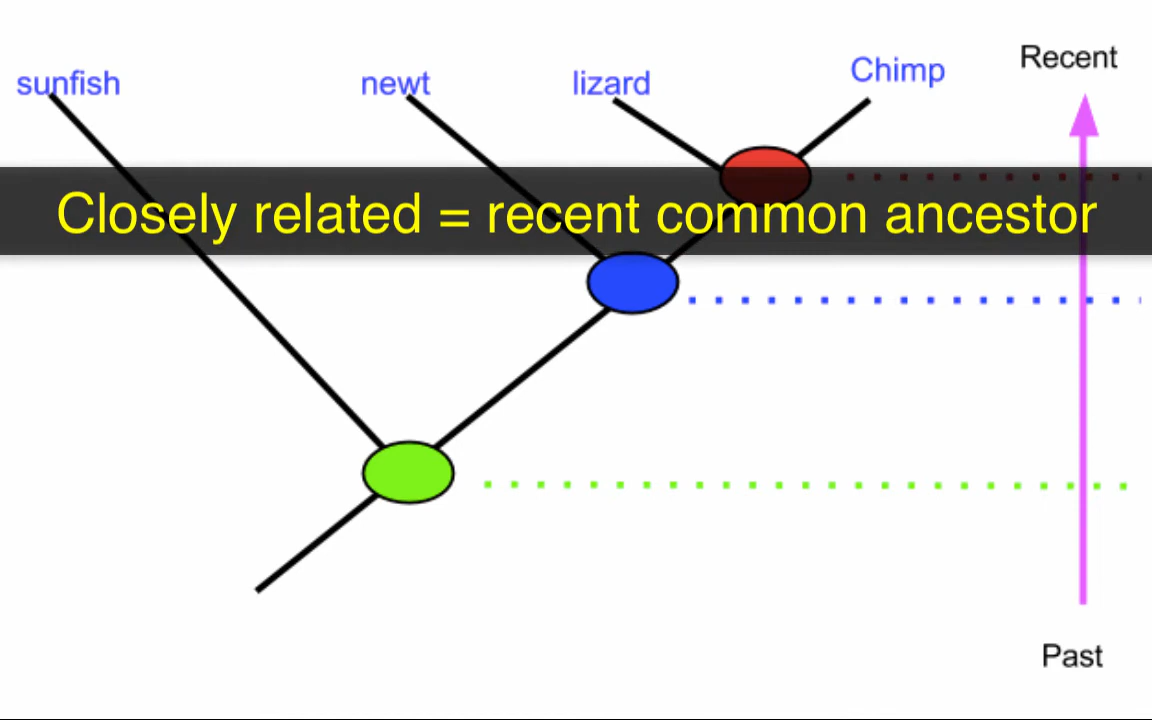 Recent
sunfish
newt
lizard
Chimp
Closely related = recent common ancestor
Past